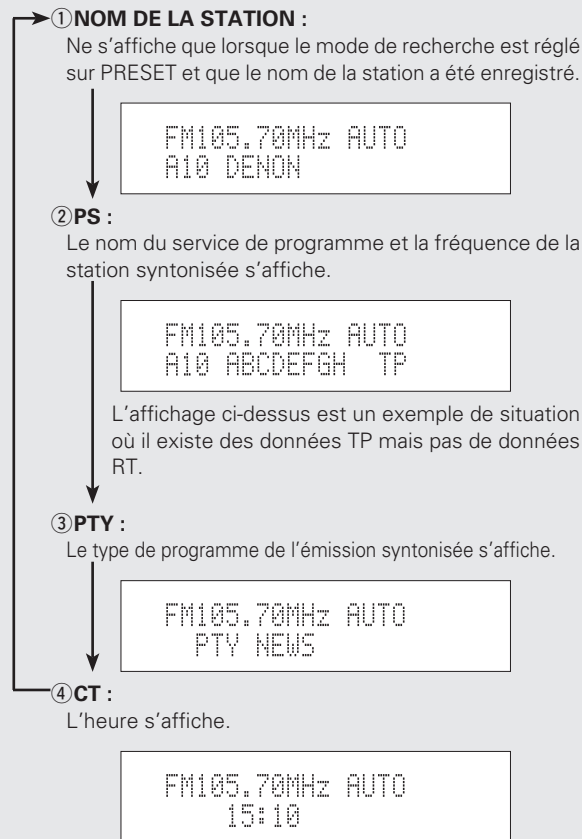 ①NOM DE LA STATION :
Ne s’affiche que lorsque le mode de recherche est réglé
sur PRESET et que le nom de la station a été enregistré.
FM105.70MHz AUTO
A10 DENON
②PS :
Le nom du service de programme et la fréquence de la
station syntonisée s’affiche.
FM105.70MHz AUTO
A10 ABCDEFGH TP
L’affichage ci-dessus est un exemple de situation
où il existe des données TP mais pas de données
RT.
③PTY :
Le type de programme de l’émission syntonisée s’affiche.
FM105.70MHz AUTO
PTY NEWS
④CT :
L’heure s’affiche.
FM105.70MHz AUTO
15:10